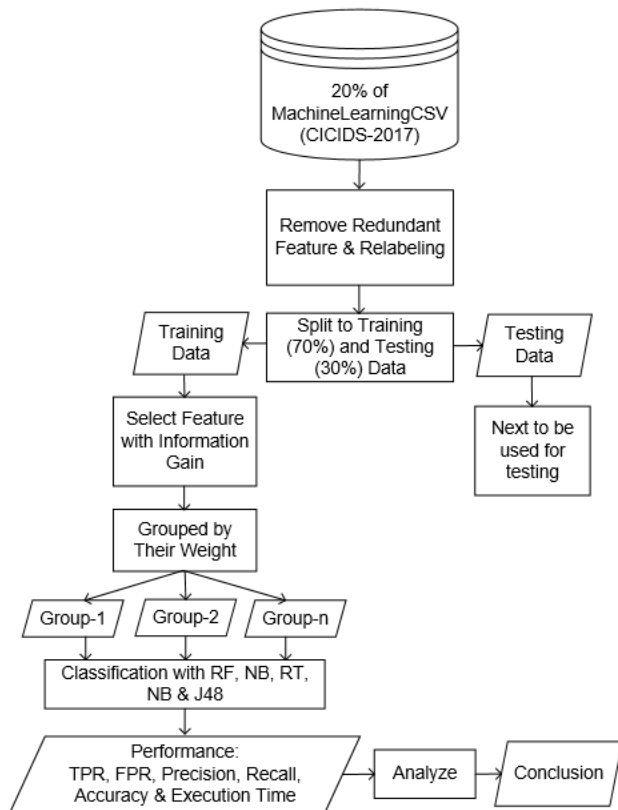 20% of
MachineLearningCSV
(CICIDS-2017)
Remove Redundant
Feature & Relabeling
Training
Data
Split to Training
(70%) and Testing
(30%) Data
Testing
Data
Select Feature
with Information
Gain
Next to be
used for
testing
Grouped by
Their Weight
Group-1
Group-2
Group-n
Classification with RF, NB, RT,
NB & J48
Performance:
TPR, FPR, Precision, Recall,
Accuracy & Execution Time
Analyze
Conclusion